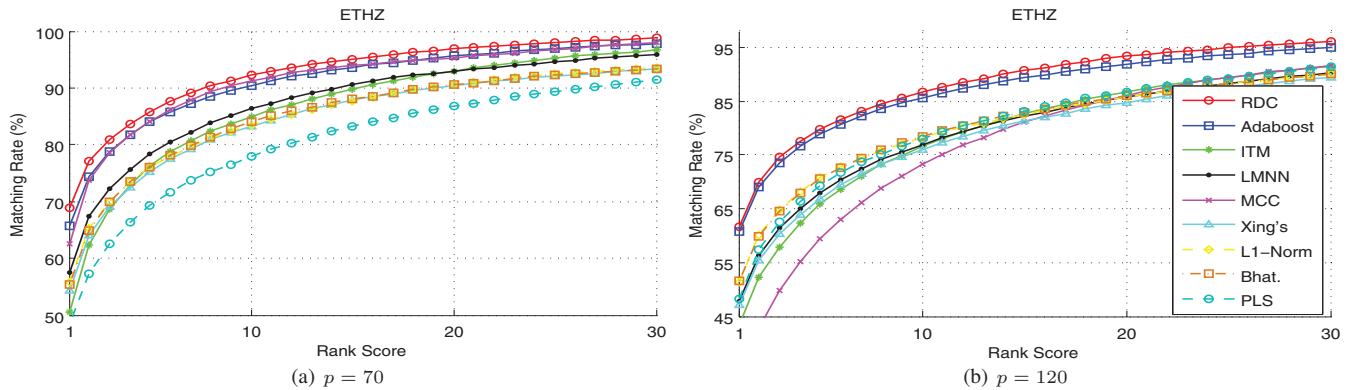 ETHZ
100
90
80
70
60
50
1
10
20
30
Matching Rate (%)
Rank Score
(a) p = 70
ETHZ
95
85
75
65
55
45
1
10
20
30
Matching Rate (%)
Rank Score
RDC
Adaboost
ITM
LMNN
MCC
Xing's
L1−Norm
Bhat.
PLS
(b) p = 120